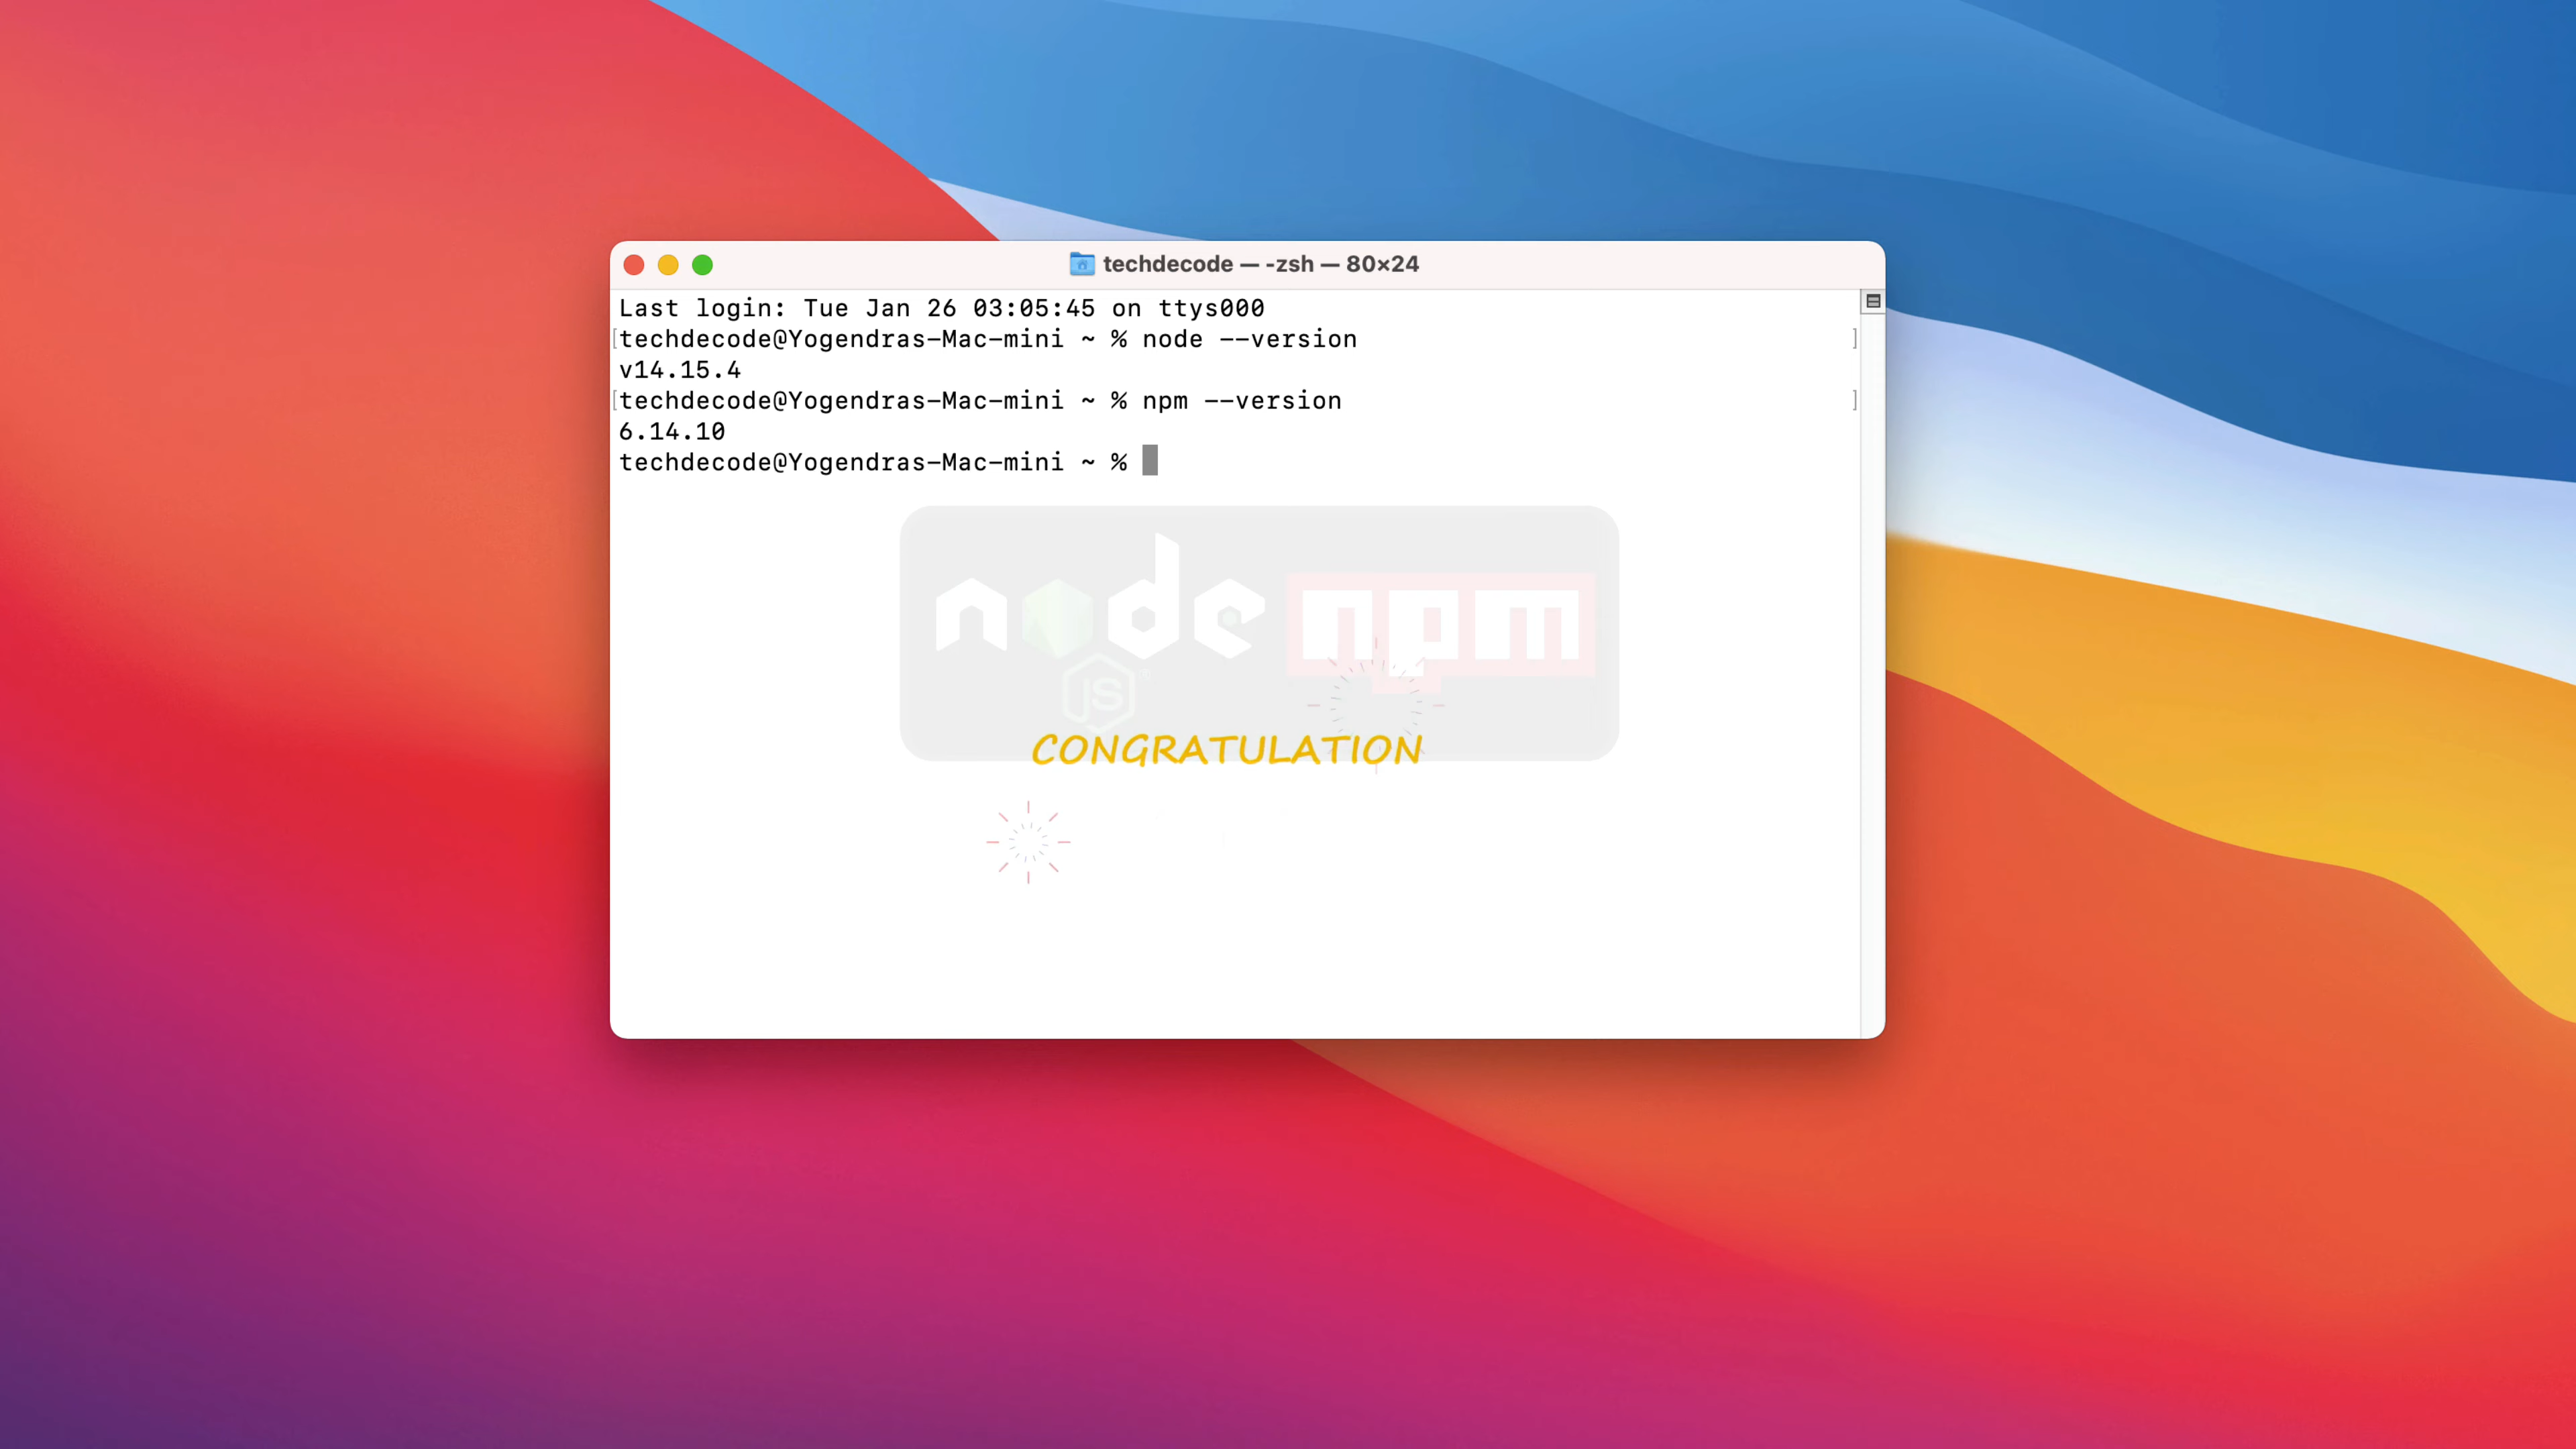 techdecode — -zsh — 80×24
Last login: Tue Jan 26 03:05:45 on ttys000
[techdecode@Yogendras-Mac-mini ~ % node --version ]
v14.15.4
[techdecode@Yogendras-Mac-mini ~ % npm --version ]
6.14.10
techdecode@Yogendras-Mac-mini ~ %
node npm
JS ®
CONGRATULATION